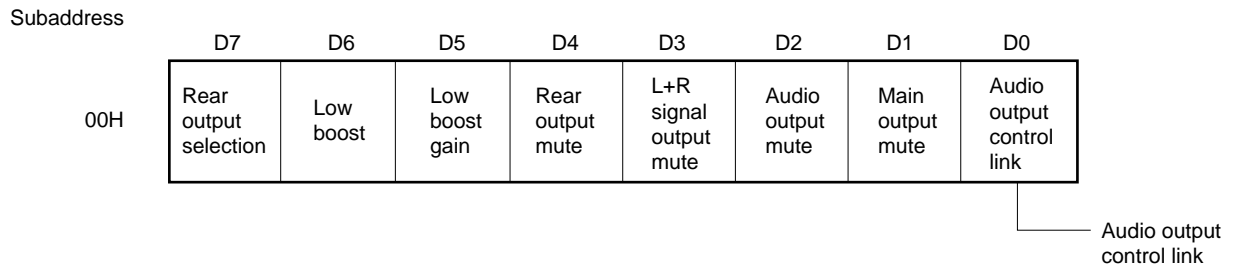 Subaddress
D7 D6 D5 D4 D3 D2 D1 D0
00H
Rear
output
selection
Low
boost
Low
boost
gain
Rear
output
mute
L+R
signal
output
mute
Audio
output
mute
Main
output
mute
Audio
output
control
link
Audio output
control link